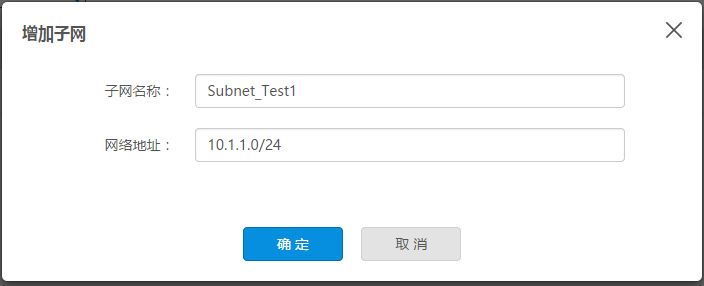 增加子网
子网名称： Subnet_Test1
网络地址： 10.1.1.0/24
确定 取消